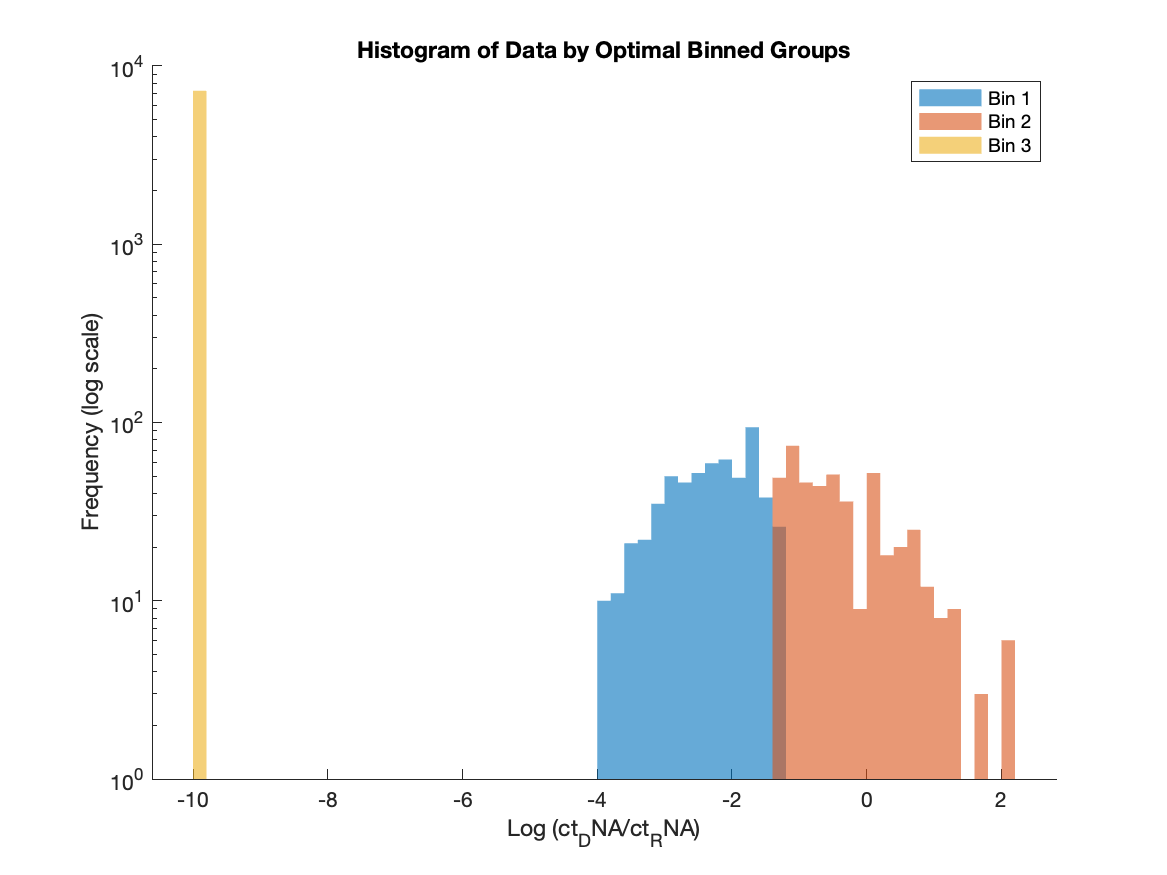 Histogram of Data by Optimal Binned Groups
Bin 1
Bin 2
Bin 3
Frequency (log scale)
10^4
10^3
10^2
10^1
10^0
-10 -8 -6 -4 -2 0 2
Log (ct_DNA/ct_RNA)